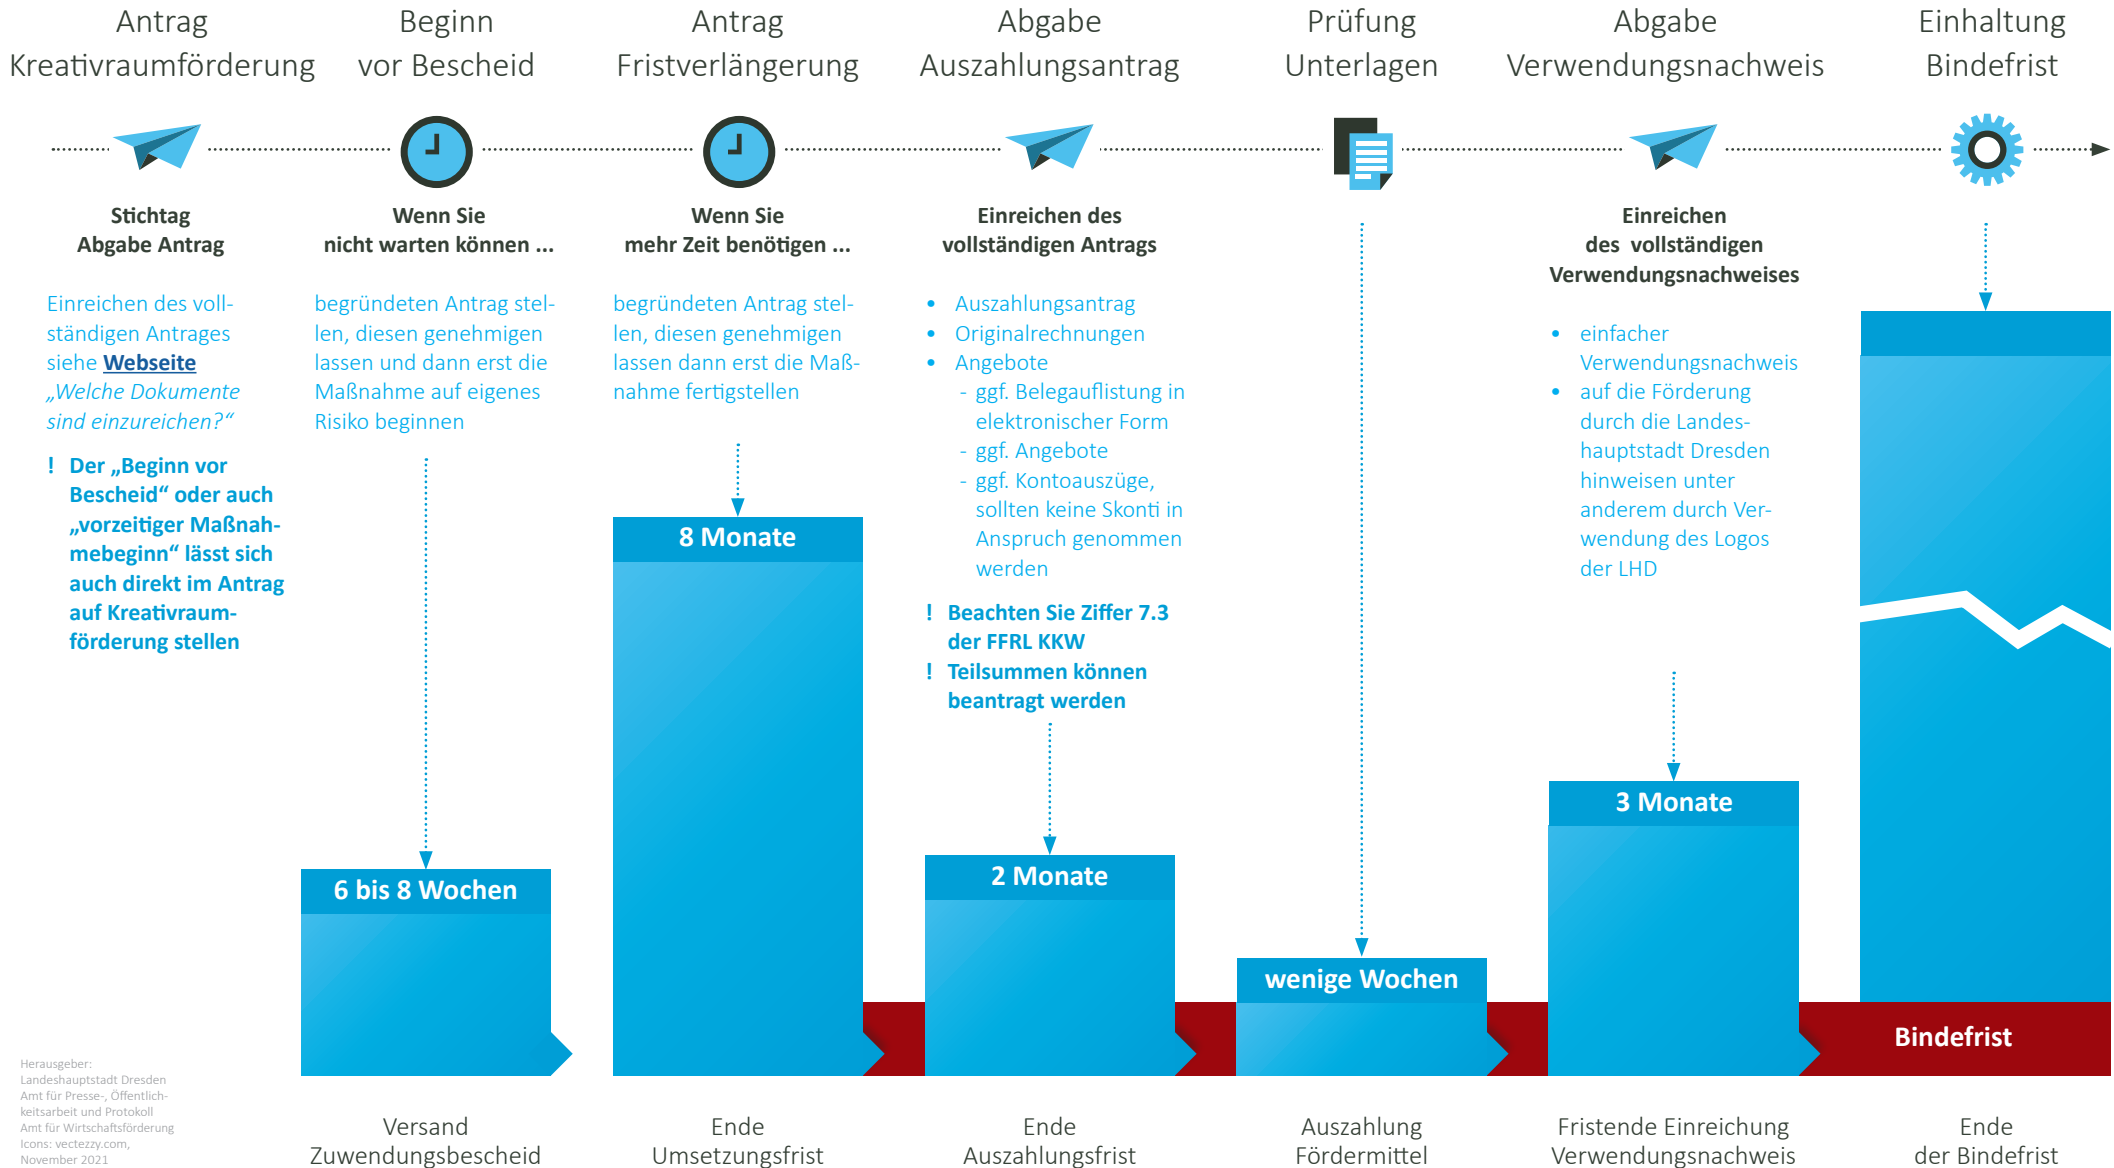 Antrag
Kreativraumförderung
Beginn
vor Bescheid
Antrag
Fristverlängerung
Abgabe
Auszahlungsantrag
Prüfung
Unterlagen
Abgabe
Verwendungsnachweis
Einhaltung
Bindefrist
Stichtag
Abgabe Antrag
Einreichen des voll-
ständigen Antrages
siehe Webseite
„Welche Dokumente
sind einzureichen?“
! Der „Beginn vor
Bescheid“ oder auch
„vorzeitiger Maßnah-
mebeginn“ lässt sich
auch direkt im Antrag
auf Kreativraum-
förderung stellen
Wenn Sie
nicht warten können ...
begründeten Antrag stel-
len, diesen genehmigen
lassen und dann erst die
Maßnahme auf eigenes
Risiko beginnen
6 bis 8 Wochen
Wenn Sie
mehr Zeit benötigen ...
begründeten Antrag stel-
len, diesen genehmigen
lassen dann erst die Maß-
nahme fertigstellen
8 Monate
Einreichen des
vollständigen Antrags
• Auszahlungsantrag
• Originalrechnungen
• Angebote
- ggf. Belegauflistung in
elektronischer Form
- ggf. Angebote
- ggf. Kontoauszüge,
sollten keine Skonti in
Anspruch genommen
werden
! Beachten Sie Ziffer 7.3
der FFRL KKW
! Teilsummen können
beantragt werden
2 Monate
wenige Wochen
Einreichen
des vollständigen
Verwendungsnachweises
• einfacher
Verwendungsnachweis
• auf die Förderung
durch die Landes-
hauptstadt Dresden
hinweisen unter
anderem durch Ver-
wendung des Logos
der LHD
3 Monate
Bindefrist
Herausgeber:
Landeshauptstadt Dresden
Amt für Presse-, Öffentlich-
keitsarbeit und Protokoll
Amt für Wirtschaftsförderung
Icons: vectezzy.com,
November 2021
Versand
Zuwendungsbescheid
Ende
Umsetzungsfrist
Ende
Auszahlungsfrist
Auszahlung
Fördermittel
Fristende Einreichung
Verwendungsnachweis
Ende
der Bindefrist